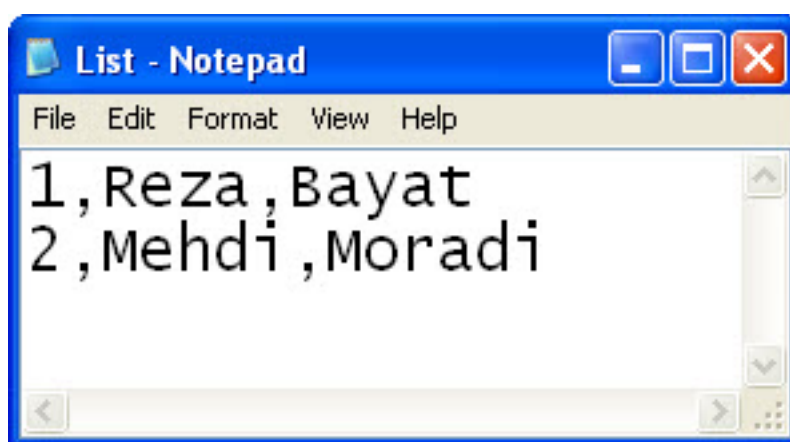 List - Notepad
File Edit Format View Help
1,Reza,Bayat
2,Mehdi,Moradi